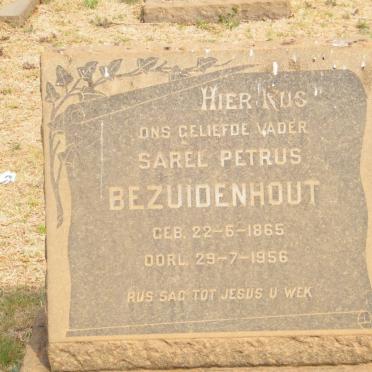 HIER RUS
ONS GELIEFDE VADER
SAREL PETRUS
BEZUIDENHOUT
GEB. 22-5-1865
OORL. 29-7-1956
RUS SAG TOT JESUS U WEK